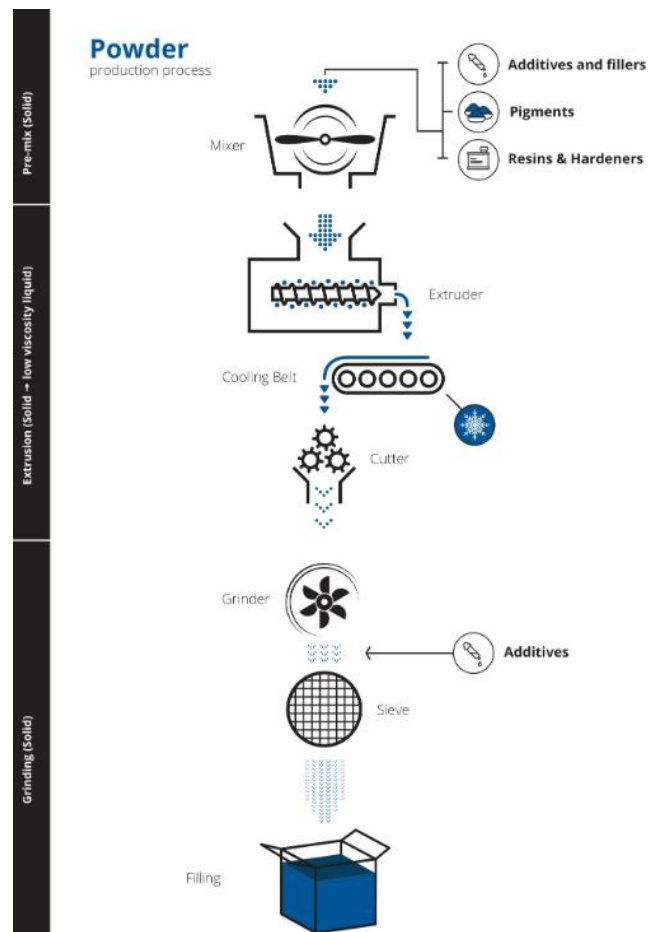 Powder
production process
Additives and fillers
Pigments
Resins & Hardeners
Mixer
Pre-mix (Solid)
Extruder
Cooling Belt
Cutter
Extrusion (Solid → low viscosity liquid)
Grinder
Additives
Sieve
Filling
Grinding (Solid)